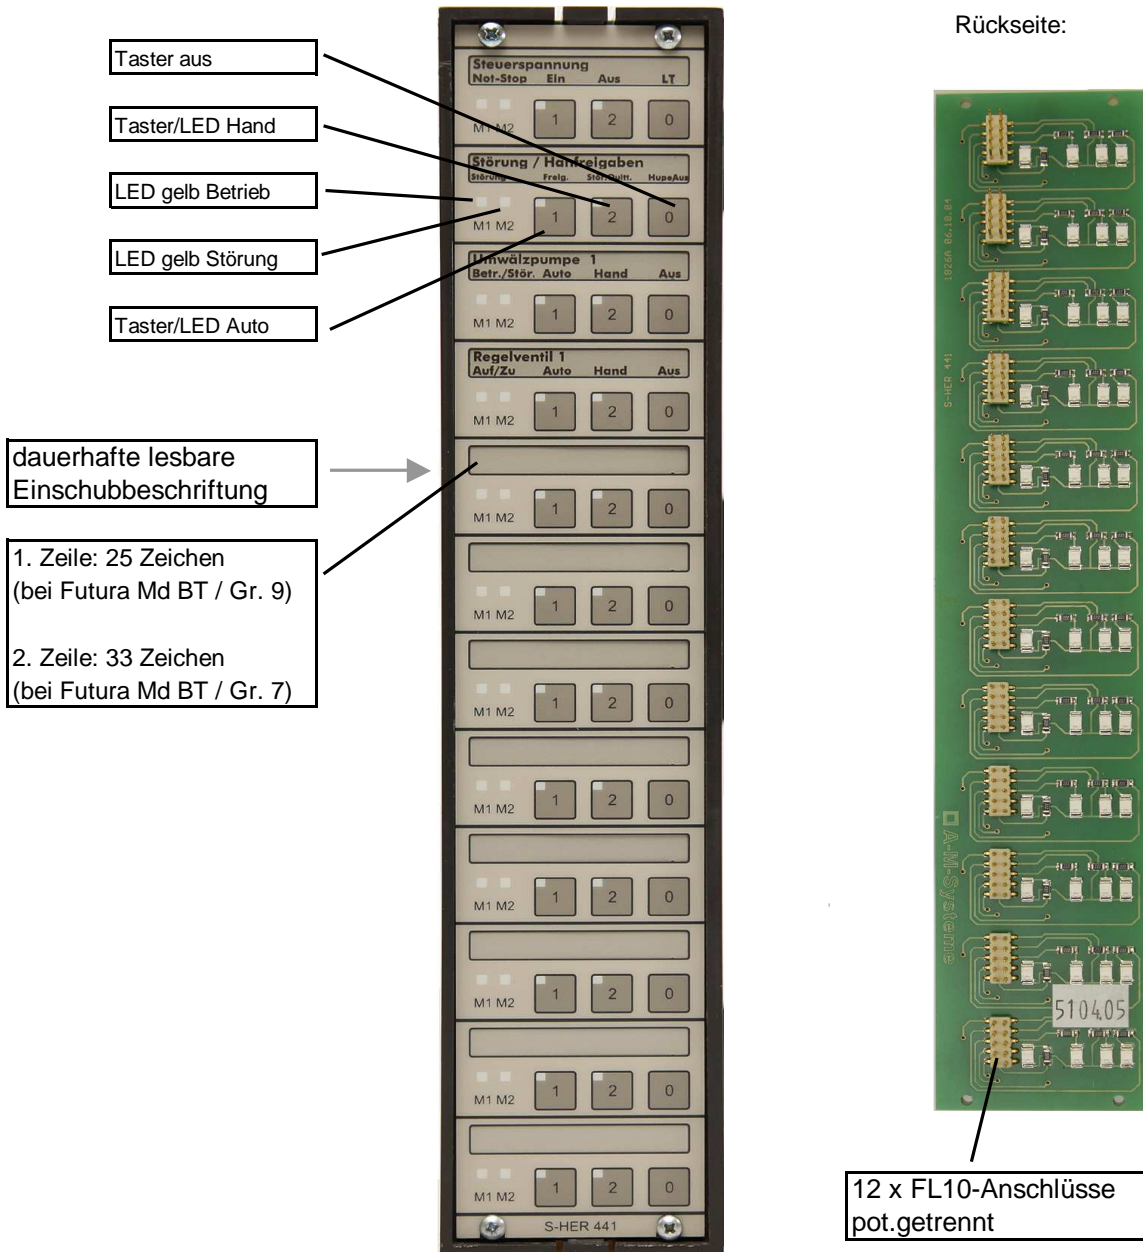 Rückseite:
Taster aus
Taster/LED Hand
LED gelb Betrieb
LED gelb Störung
Taster/LED Auto
dauerhafte lesbare
Einschubbeschriftung
1. Zeile: 25 Zeichen
(bei Futura Md BT / Gr. 9)
2. Zeile: 33 Zeichen
(bei Futura Md BT / Gr. 7)
Steuerspannung
Not-Stop Ein Aus LT
M1 M2 1 2 0
Störung / Hanfreigaben
Störung Freig. Stör.Quitt. HupeAus
M1 M2 1 2 0
Umwälzpumpe 1
Betr./Stör. Auto Hand Aus
M1 M2 1 2 0
Regelventil 1
Auf/Zu Auto Hand Aus
M1 M2 1 2 0
M1 M2 1 2 0
M1 M2 1 2 0
M1 M2 1 2 0
M1 M2 1 2 0
M1 M2 1 2 0
M1 M2 1 2 0
M1 M2 1 2 0
M1 M2 1 2 0
S-HER 441
1826A 06.10.04
S-HER 441
A-M-Systeme
510405
12 x FL10-Anschlüsse
pot.getrennt